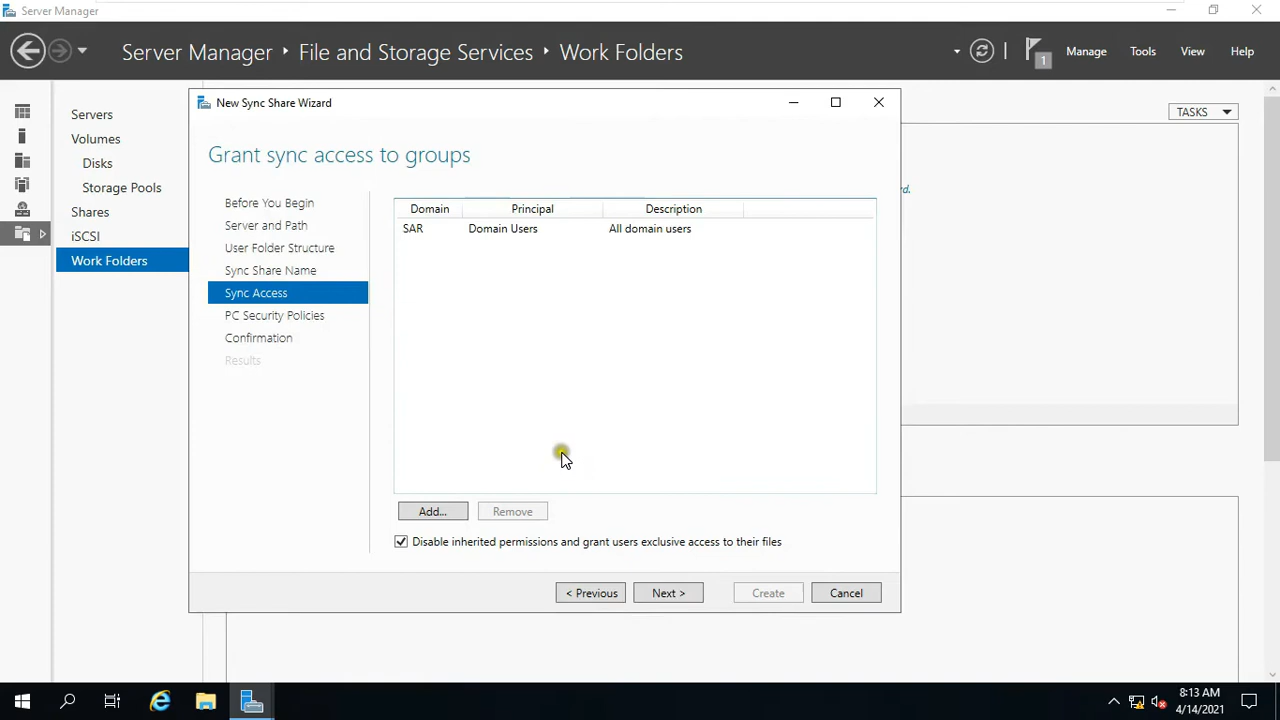 Server Manager
Server Manager File and Storage Services Work Folders
1
Manage Tools View Help
Servers
Volumes
Disks
Storage Pools
Shares
iSCSI
Work Folders
TASKS
d.
New Sync Share Wizard
Grant sync access to groups
Before You Begin
Server and Path
User Folder Structure
Sync Share Name
Sync Access
PC Security Policies
Confirmation
Results
Domain Principal Description
SAR Domain Users All domain users
Add... Remove
Disable inherited permissions and grant users exclusive access to their files
< Previous Next > Create Cancel
8:13 AM
4/14/2021